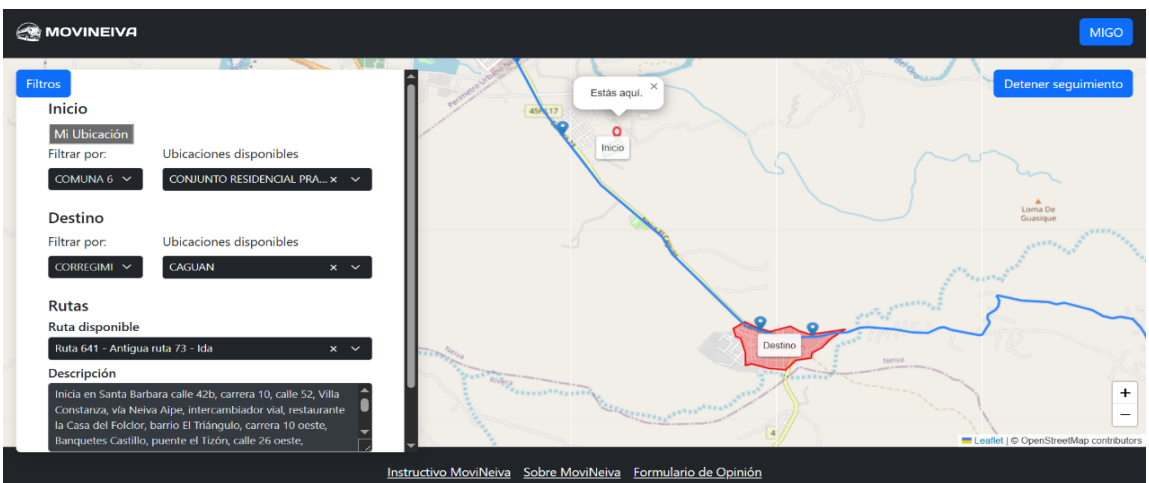 MOVINEIVA
MIGO
Filtros
Inicio
Mi Ubicación
Filtrar por:
Ubicaciones disponibles
COMUNA 6
CONJUNTO RESIDENCIAL PRA... ×
Destino
Filtrar por:
Ubicaciones disponibles
CORREGIMI
CAGUAN ×
Rutas
Ruta disponible
Ruta 641 - Antigua ruta 73 - Ida ×
Descripción
Inicia en Santa Barbara calle 42b, carrera 10, calle 52, Villa
Constanza, vía Neiva Aipe, intercambiador vial, restaurante
la Casa del Folclor, barrio El Triángulo, carrera 10 oeste,
Banquetes Castillo, puente el Tizón, calle 26 oeste,
Detener seguimiento
Estás aquí. ×
Inicio
Perímetro Urbano
Loma De
Guasique
Destino
Neiva
Rivera
Neiva
+
−
Leaflet | © OpenStreetMap contributors
Instructivo MoviNeiva Sobre MoviNeiva Formulario de Opinión